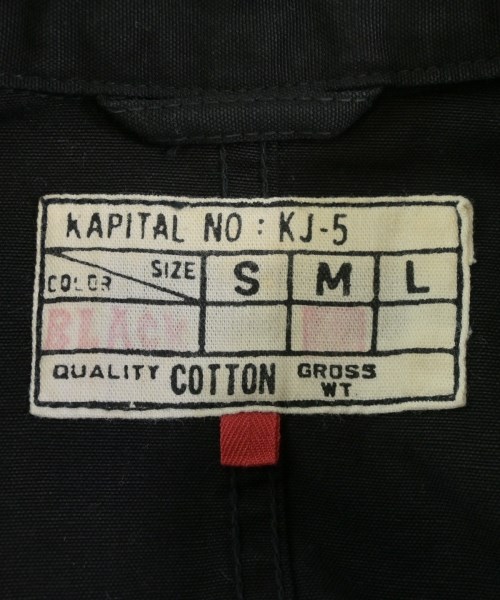 KAPITAL NO : KJ-5
SIZE S M L
COLOR
BLACK
QUALITY COTTON GROSS WT